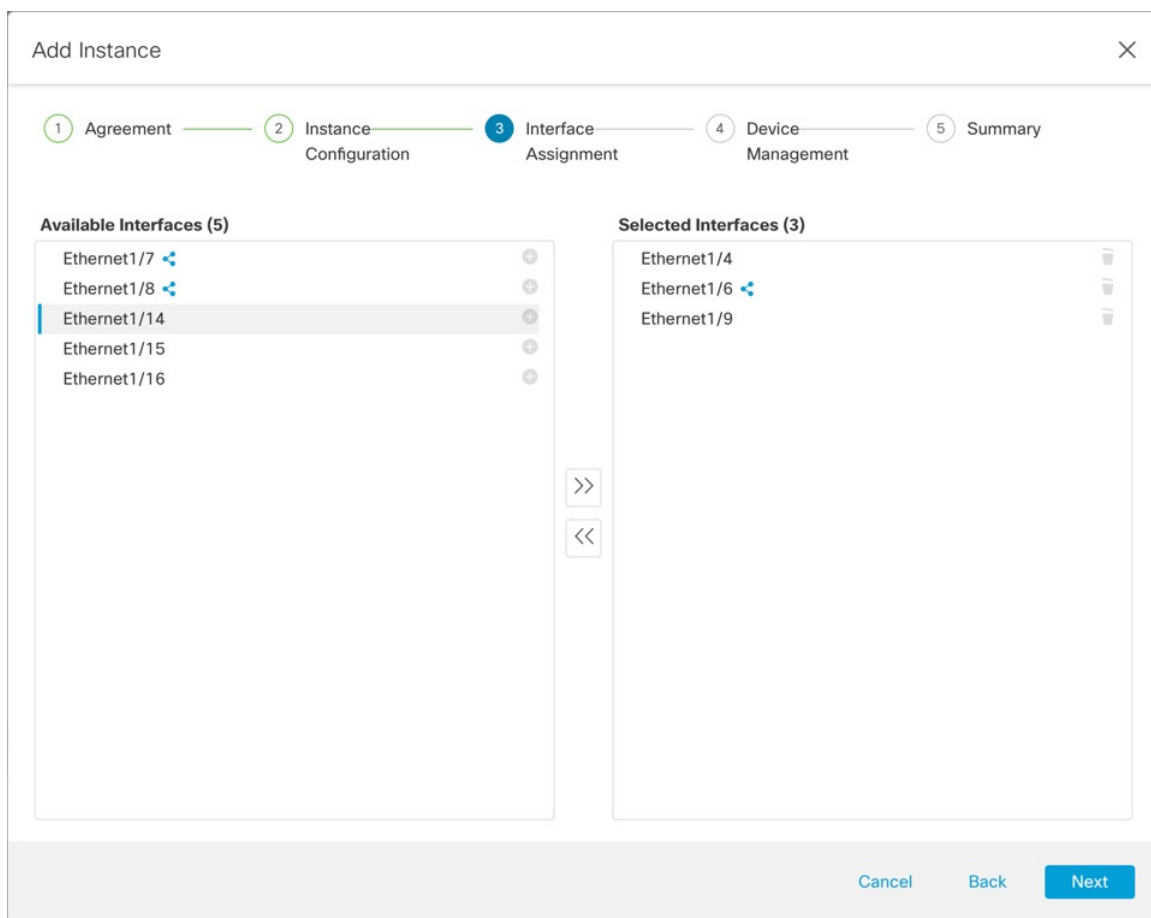 Add Instance
1 Agreement
2 Instance
Configuration
3 Interface
Assignment
4 Device
Management
5 Summary
Available Interfaces (5)
Ethernet1/7
Ethernet1/8
Ethernet1/14
Ethernet1/15
Ethernet1/16
>>
<<
Selected Interfaces (3)
Ethernet1/4
Ethernet1/6
Ethernet1/9
Cancel
Back
Next